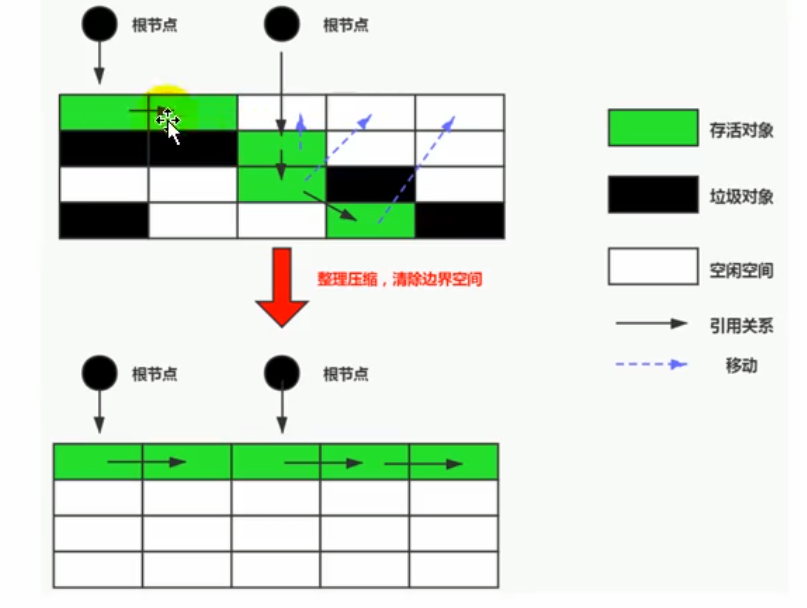 根节点
根节点
存活对象
垃圾对象
空闲空间
整理压缩，清除边界空间
引用关系
移动
根节点
根节点